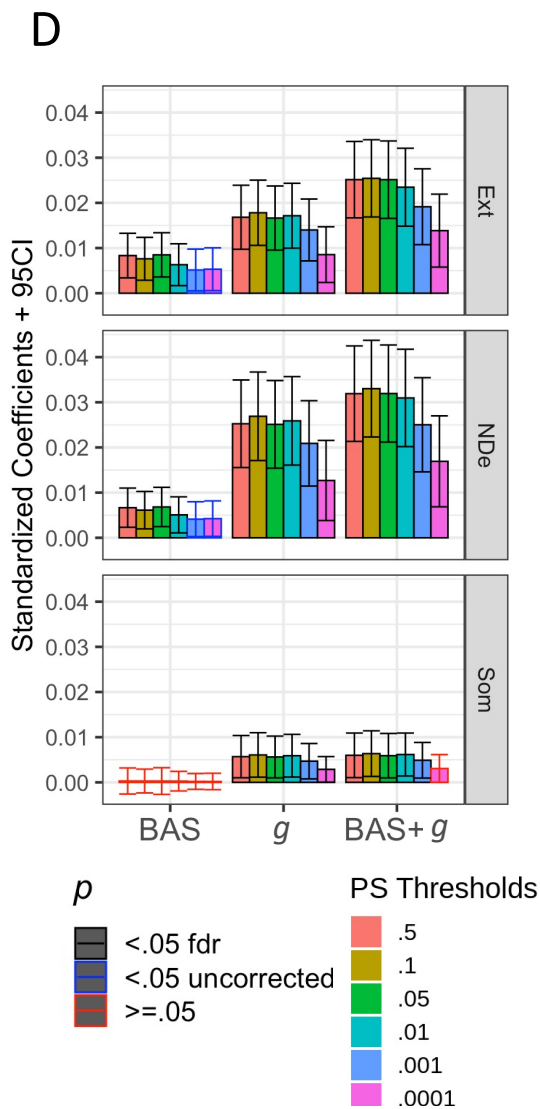 D
Standardized Coefficients + 95CI
0.04
0.03
0.02
0.01
0.00
Ext
0.04
0.03
0.02
0.01
0.00
NDe
0.04
0.03
0.02
0.01
0.00
Som
BAS g BAS+ g
p
<.05 fdr
<.05 uncorrected
>=.05
PS Thresholds
.5
.1
.05
.01
.001
.0001